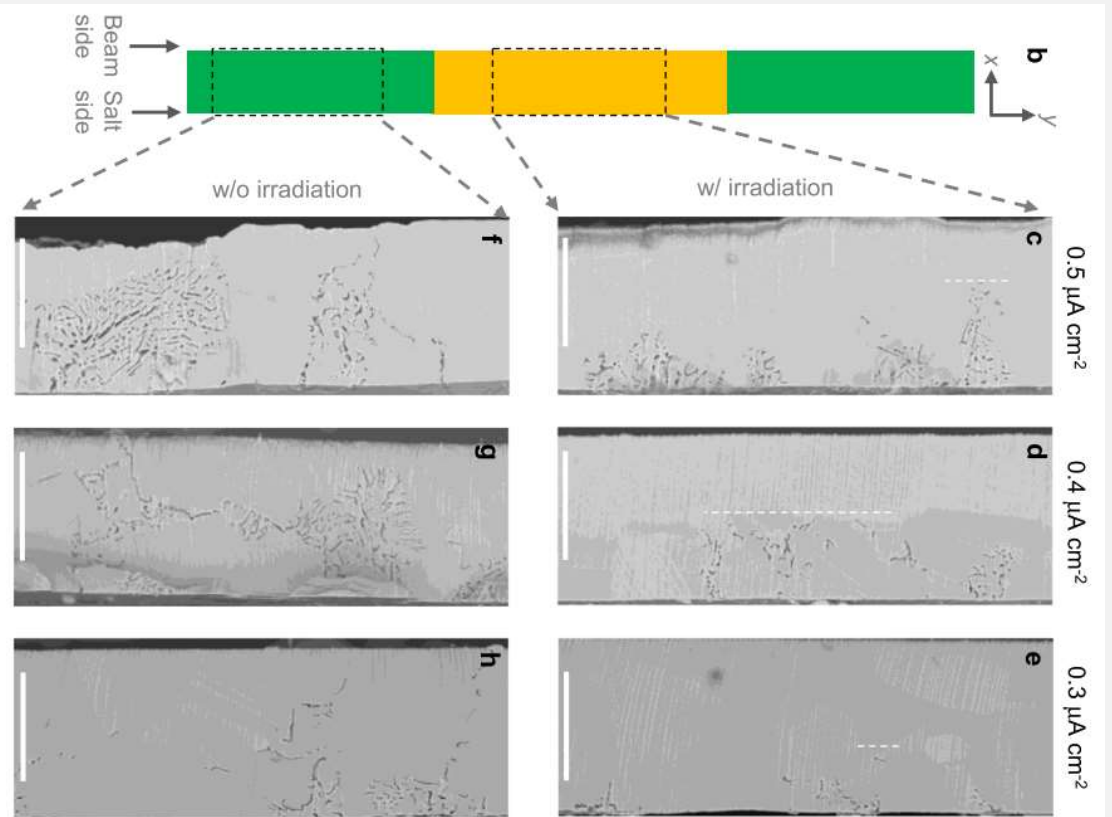 b
x
y
Beam
side
Salt
side
w/o irradiation
w/ irradiation
f
c
0.5 μA cm⁻²
g
d
0.4 μA cm⁻²
h
e
0.3 μA cm⁻²